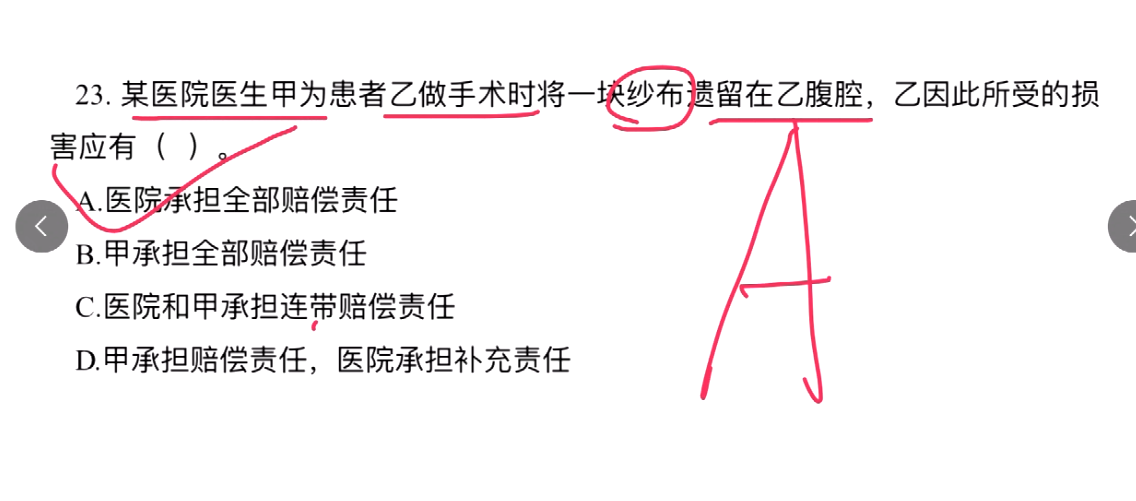 23. 某医院医生甲为患者乙做手术时将一块纱布遗留在乙腹腔，乙因此所受的损
害应有（ ）。
A.医院承担全部赔偿责任
B.甲承担全部赔偿责任
C.医院和甲承担连带赔偿责任
D.甲承担赔偿责任，医院承担补充责任
A